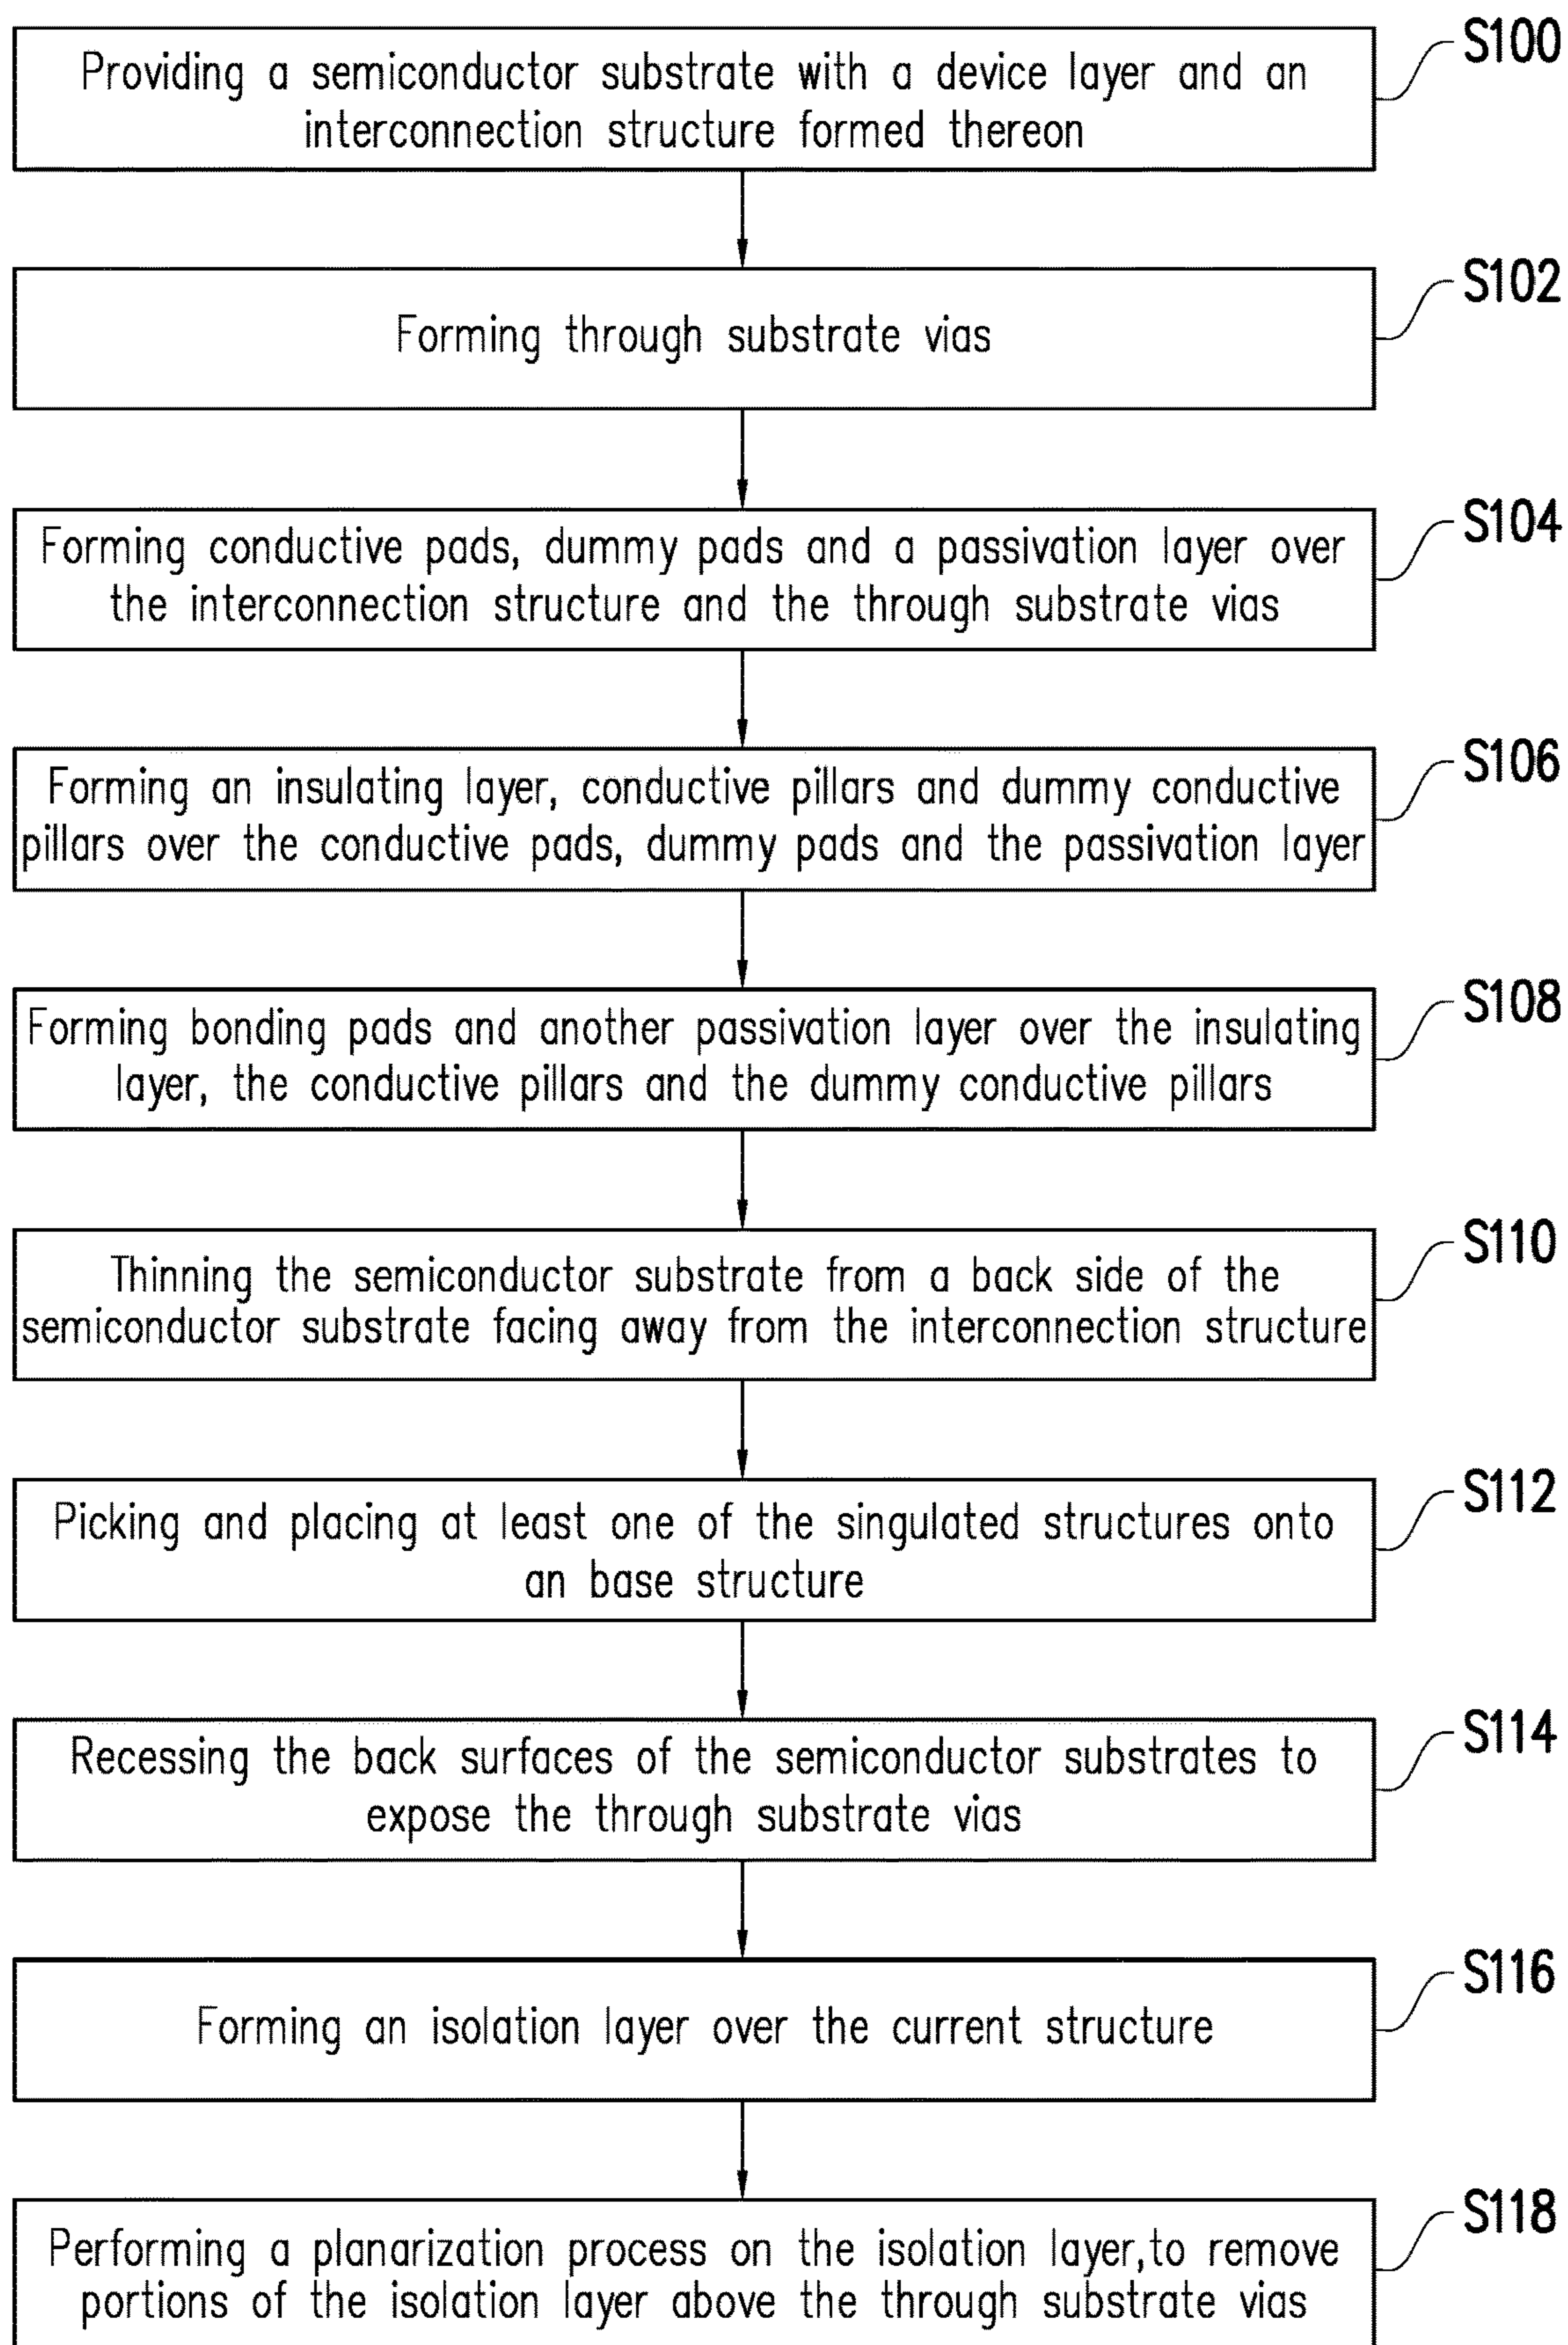 S100
Providing a semiconductor substrate with a device layer and an
interconnection structure formed thereon
S102
Forming through substrate vias
S104
Forming conductive pads, dummy pads and a passivation layer over
the interconnection structure and the through substrate vias
S106
Forming an insulating layer, conductive pillars and dummy conductive
pillars over the conductive pads, dummy pads and the passivation layer
S108
Forming bonding pads and another passivation layer over the insulating
layer, the conductive pillars and the dummy conductive pillars
S110
Thinning the semiconductor substrate from a back side of the
semiconductor substrate facing away from the interconnection structure
S112
Picking and placing at least one of the singulated structures onto
an base structure
S114
Recessing the back surfaces of the semiconductor substrates to
expose the through substrate vias
S116
Forming an isolation layer over the current structure
S118
Performing a planarization process on the isolation layer,to remove
portions of the isolation layer above the through substrate vias